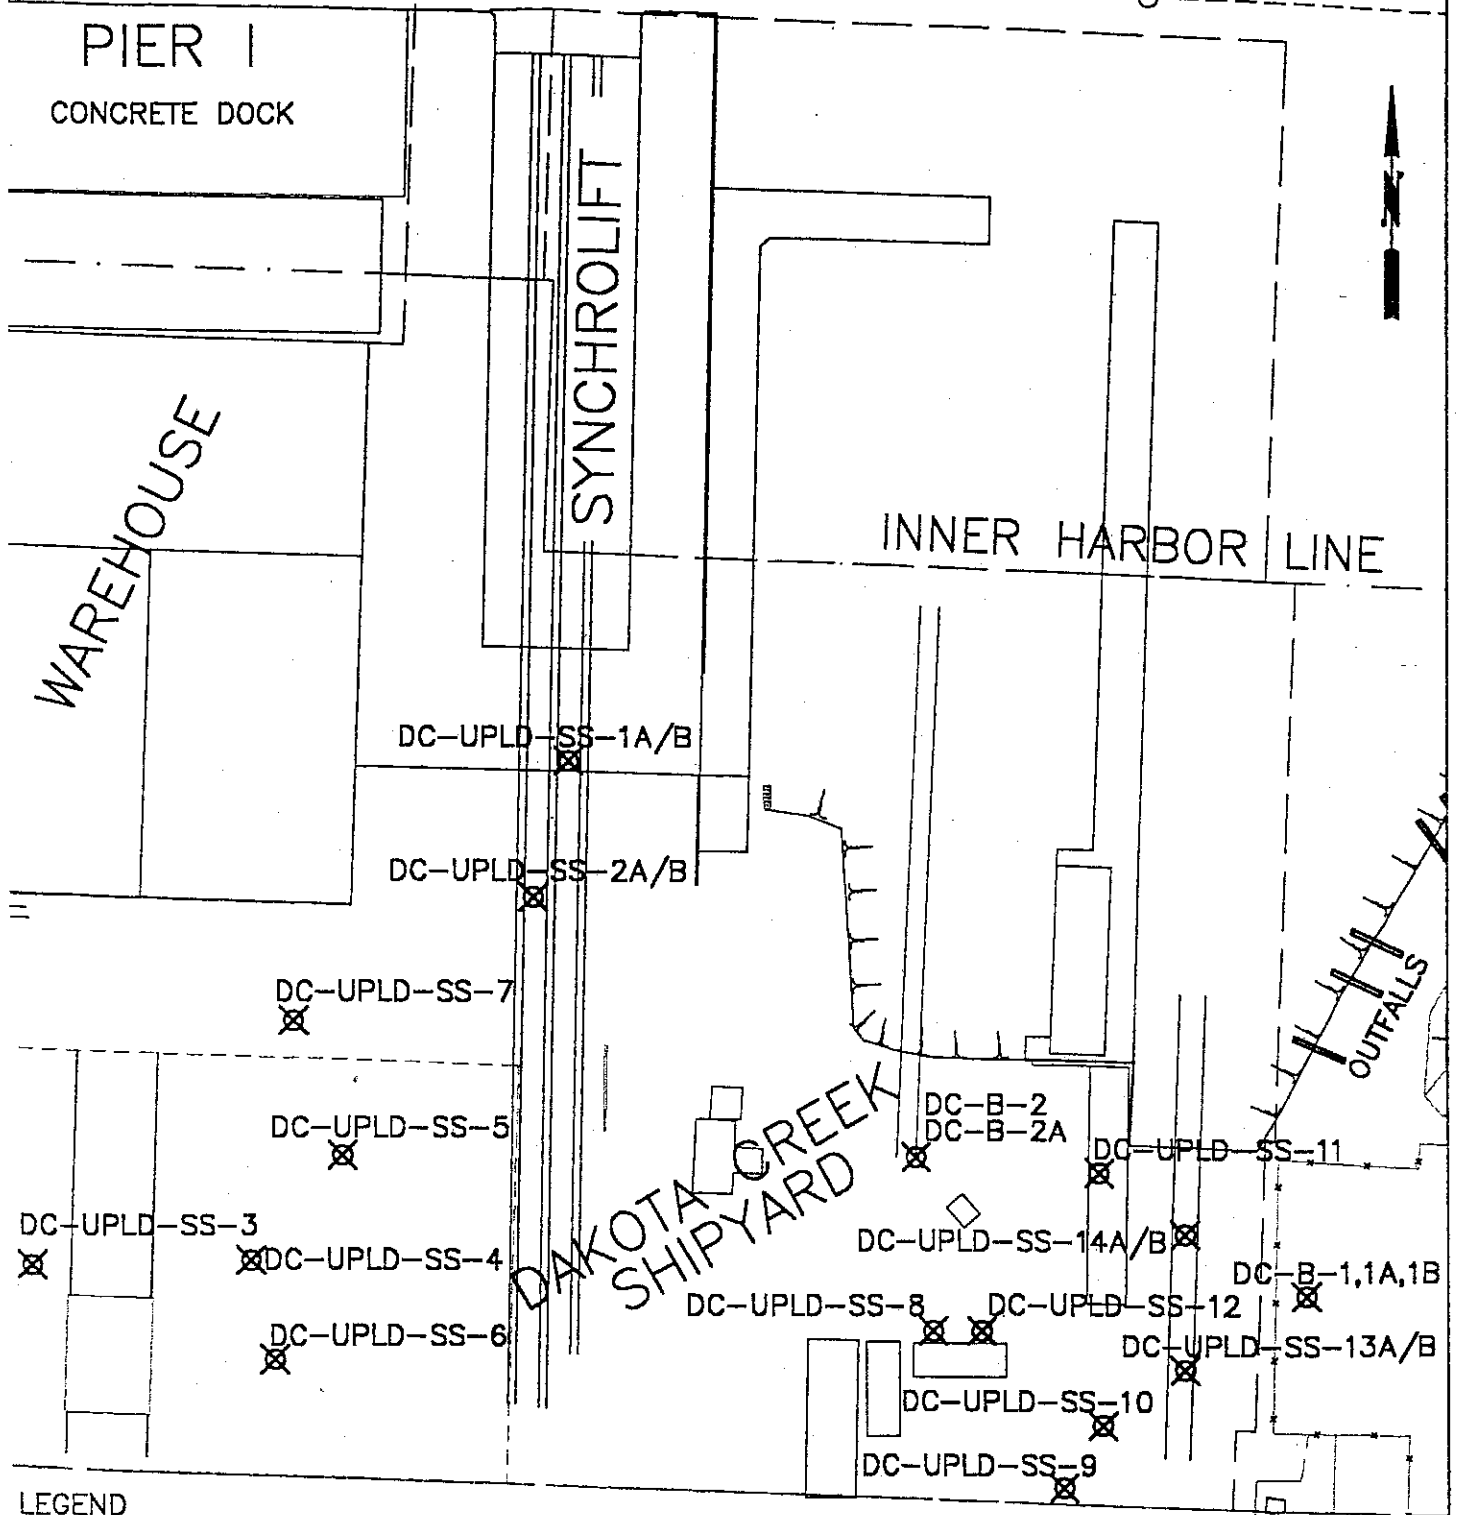 PIER 1
CONCRETE DOCK
N
SYNCHROLIFT
WAREHOUSE
INNER HARBOR LINE
DC-UPLD-SS-1A/B
DC-UPLD-SS-2A/B
OUTFALLS
DC-UPLD-SS-7
DC-UPLD-SS-5
DC-B-2
DC-B-2A
DC-UPLD-SS-11
DAKOTA CREEK
SHIPYARD
DC-UPLD-SS-3
DC-UPLD-SS-4
DC-UPLD-SS-14A/B
DC-B-1,1A,1B
DC-UPLD-SS-8
DC-UPLD-SS-12
DC-UPLD-SS-6
DC-UPLD-SS-13A/B
DC-UPLD-SS-10
DC-UPLD-SS-9
LEGEND